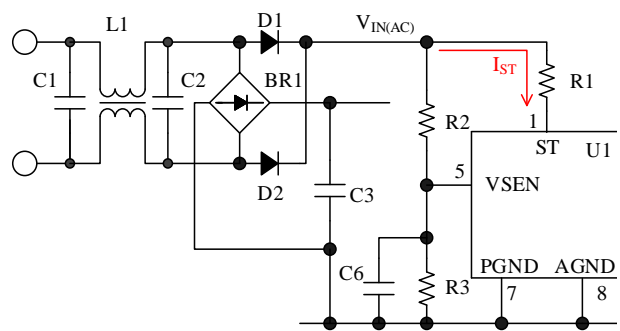 L1
D1
V_IN(AC)
C1
C2
BR1
I_ST
R1
R2
1
ST
U1
5
VSEN
D2
C3
C6
R3
PGND
AGND
7
8